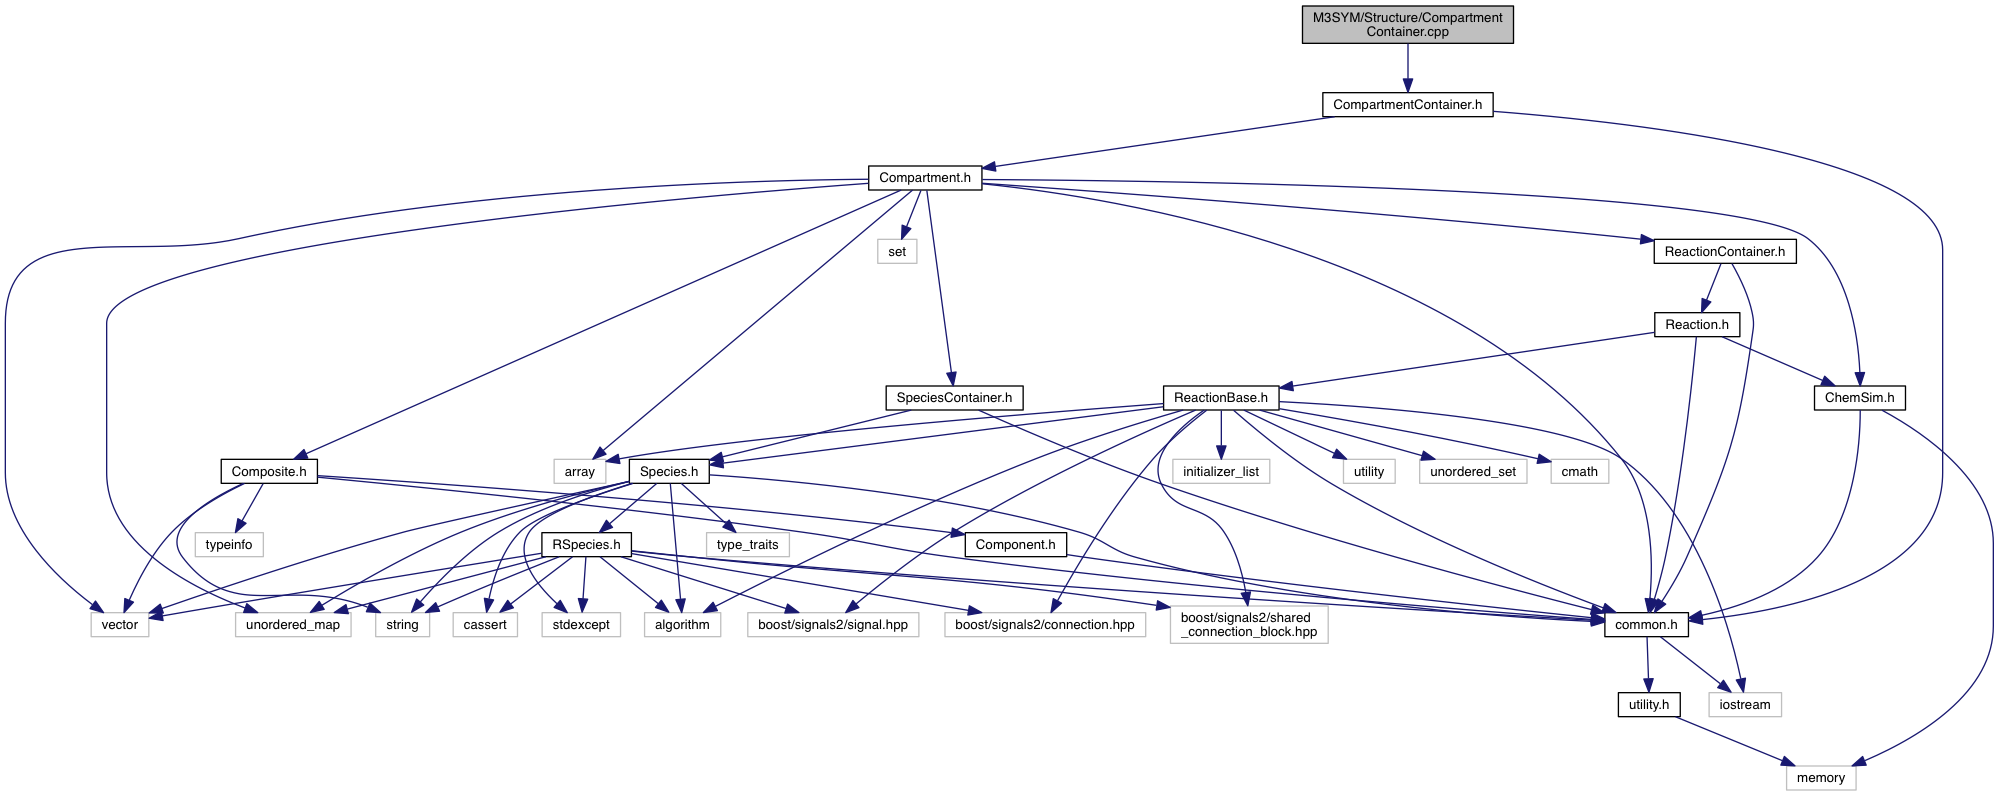 M3SYM/Structure/Compartment
Container.cpp
CompartmentContainer.h
Compartment.h
set
ReactionContainer.h
Reaction.h
SpeciesContainer.h
ReactionBase.h
ChemSim.h
Composite.h
array
Species.h
initializer_list
utility
unordered_set
cmath
typeinfo
RSpecies.h
type_traits
Component.h
vector
unordered_map
string
cassert
stdexcept
algorithm
boost/signals2/signal.hpp
boost/signals2/connection.hpp
boost/signals2/shared
_connection_block.hpp
common.h
utility.h
iostream
memory